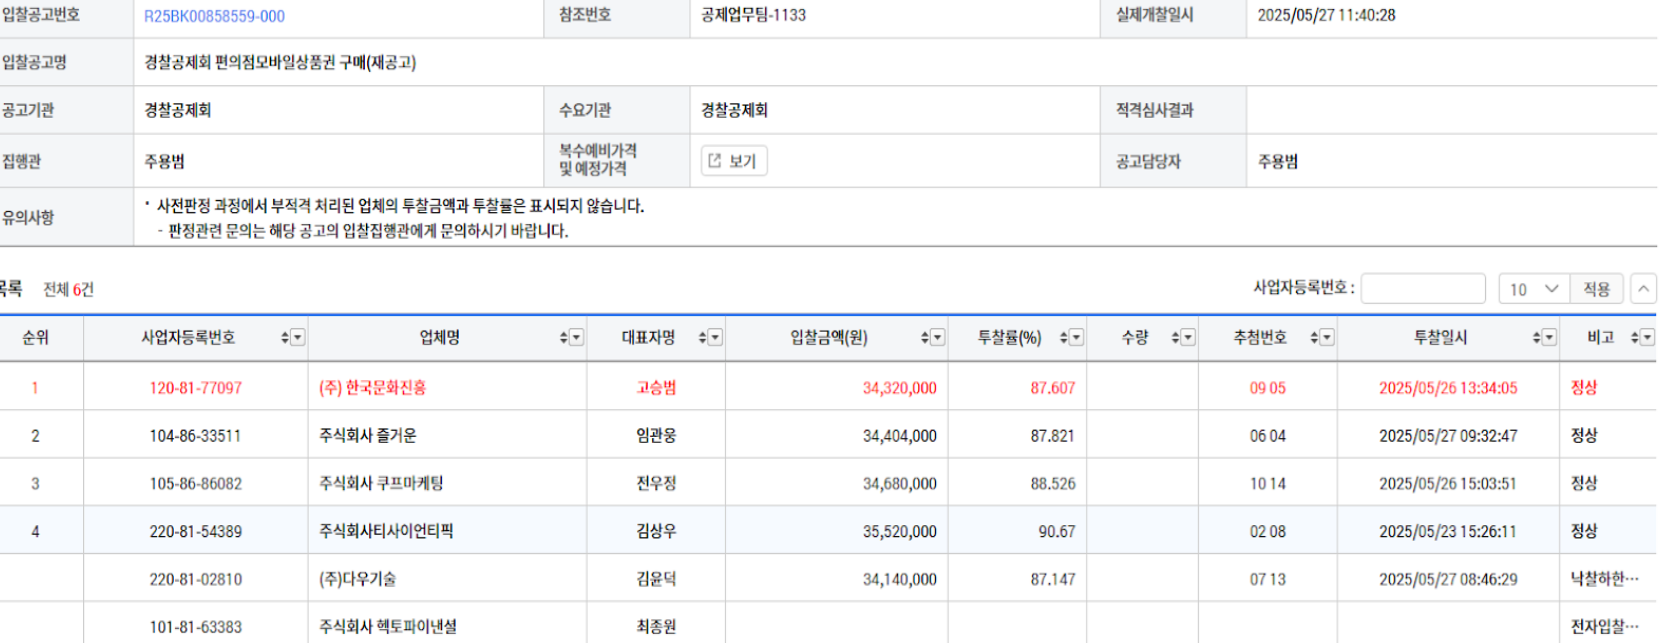 입찰공고번호 R25BK00858559-000 참조번호 공제업무팀-1133 실제개찰일시 2025/05/27 11:40:28
입찰공고명 경찰공제회 편의점모바일상품권 구매(재공고)
공고기관 경찰공제회 수요기관 경찰공제회 적격심사결과
집행관 주용범 복수예비가격 및 예정가격 보기 공고담당자 주용범
유의사항
· 사전판정 과정에서 부적격 처리된 업체의 투찰금액과 투찰률은 표시되지 않습니다.
- 판정관련 문의는 해당 공고의 입찰집행관에게 문의하시기 바랍니다.
목록 전체 6건 사업자등록번호 : 10 적용
순위 사업자등록번호 업체명 대표자명 입찰금액(원) 투찰률(%) 수량 추첨번호 투찰일시 비고
1 120-81-77097 (주) 한국문화진흥 고승범 34,320,000 87.607 09 05 2025/05/26 13:34:05 정상
2 104-86-33511 주식회사 즐거운 임관웅 34,404,000 87.821 06 04 2025/05/27 09:32:47 정상
3 105-86-86082 주식회사 쿠프마케팅 전우정 34,680,000 88.526 10 14 2025/05/26 15:03:51 정상
4 220-81-54389 주식회사티사이언티픽 김상우 35,520,000 90.67 02 08 2025/05/23 15:26:11 정상
220-81-02810 (주)다우기술 김윤덕 34,140,000 87.147 07 13 2025/05/27 08:46:29 낙찰하한···
101-81-63383 주식회사 헥토파이낸셜 최종원 전자입찰···